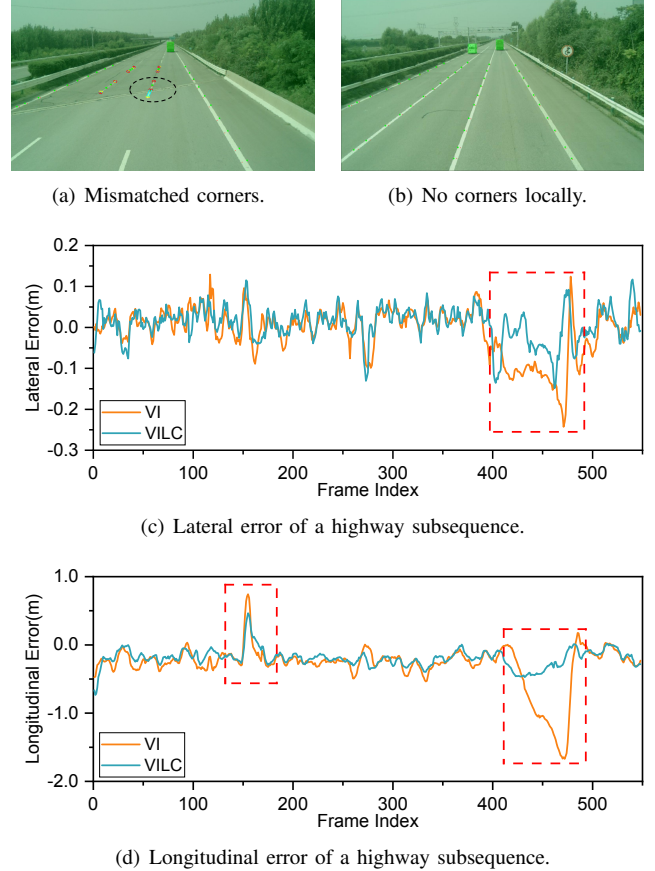 (a) Mismatched corners.
(b) No corners locally.
0.2
0.1
0.0
-0.1
-0.2
-0.3
Lateral Error(m)
VI
VILC
0 100 200 300 400 500
Frame Index
(c) Lateral error of a highway subsequence.
1.0
0.0
-1.0
-2.0
Longitudinal Error(m)
VI
VILC
0 100 200 300 400 500
Frame Index
(d) Longitudinal error of a highway subsequence.